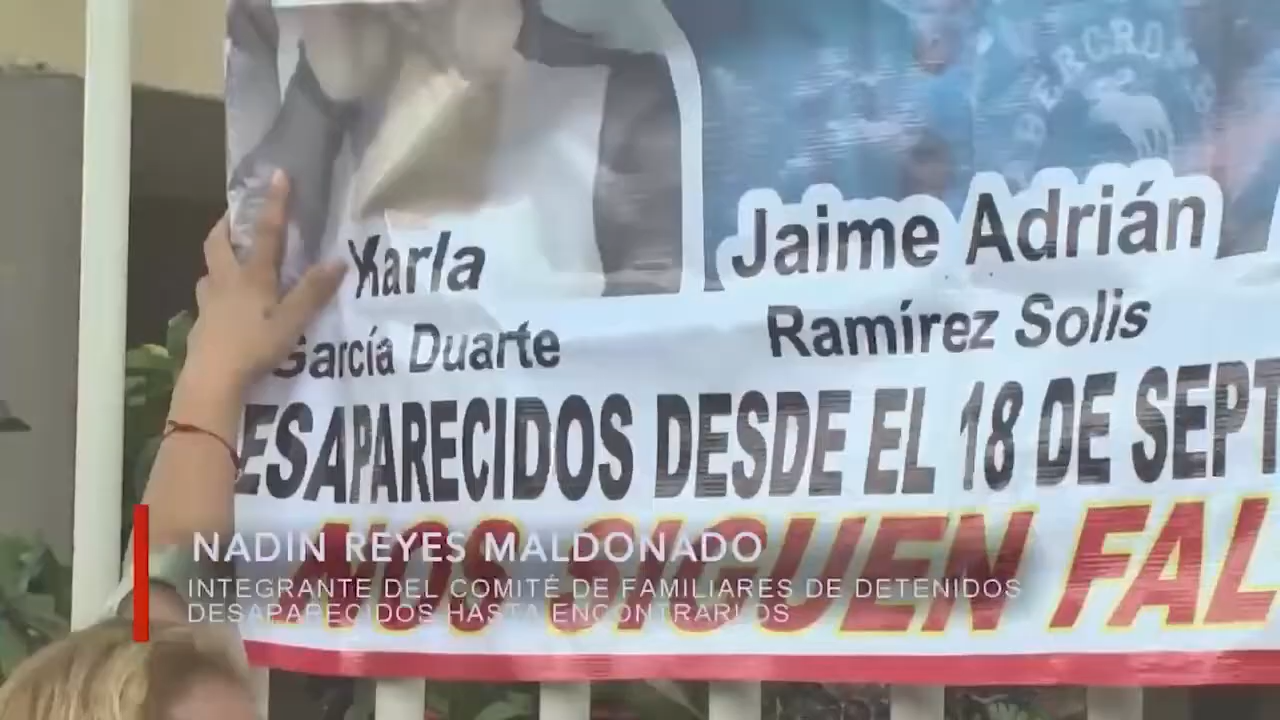 Karla
García Duarte
Jaime Adrián
Ramírez Solis
DESAPARECIDOS DESDE EL 18 DE SEPT
NOS SIGUEN FAL
NADIN REYES MALDONADO
INTEGRANTE DEL COMITÉ DE FAMILIARES DE DETENIDOS
DESAPARECIDOS HASTA ENCONTRARLOS